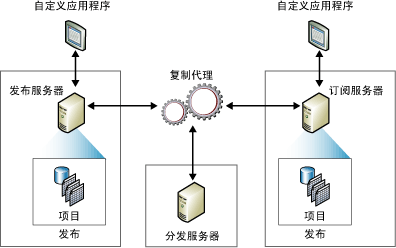 自定义应用程序
自定义应用程序
复制代理
发布服务器
订阅服务器
项目
发布
分发服务器
项目
发布